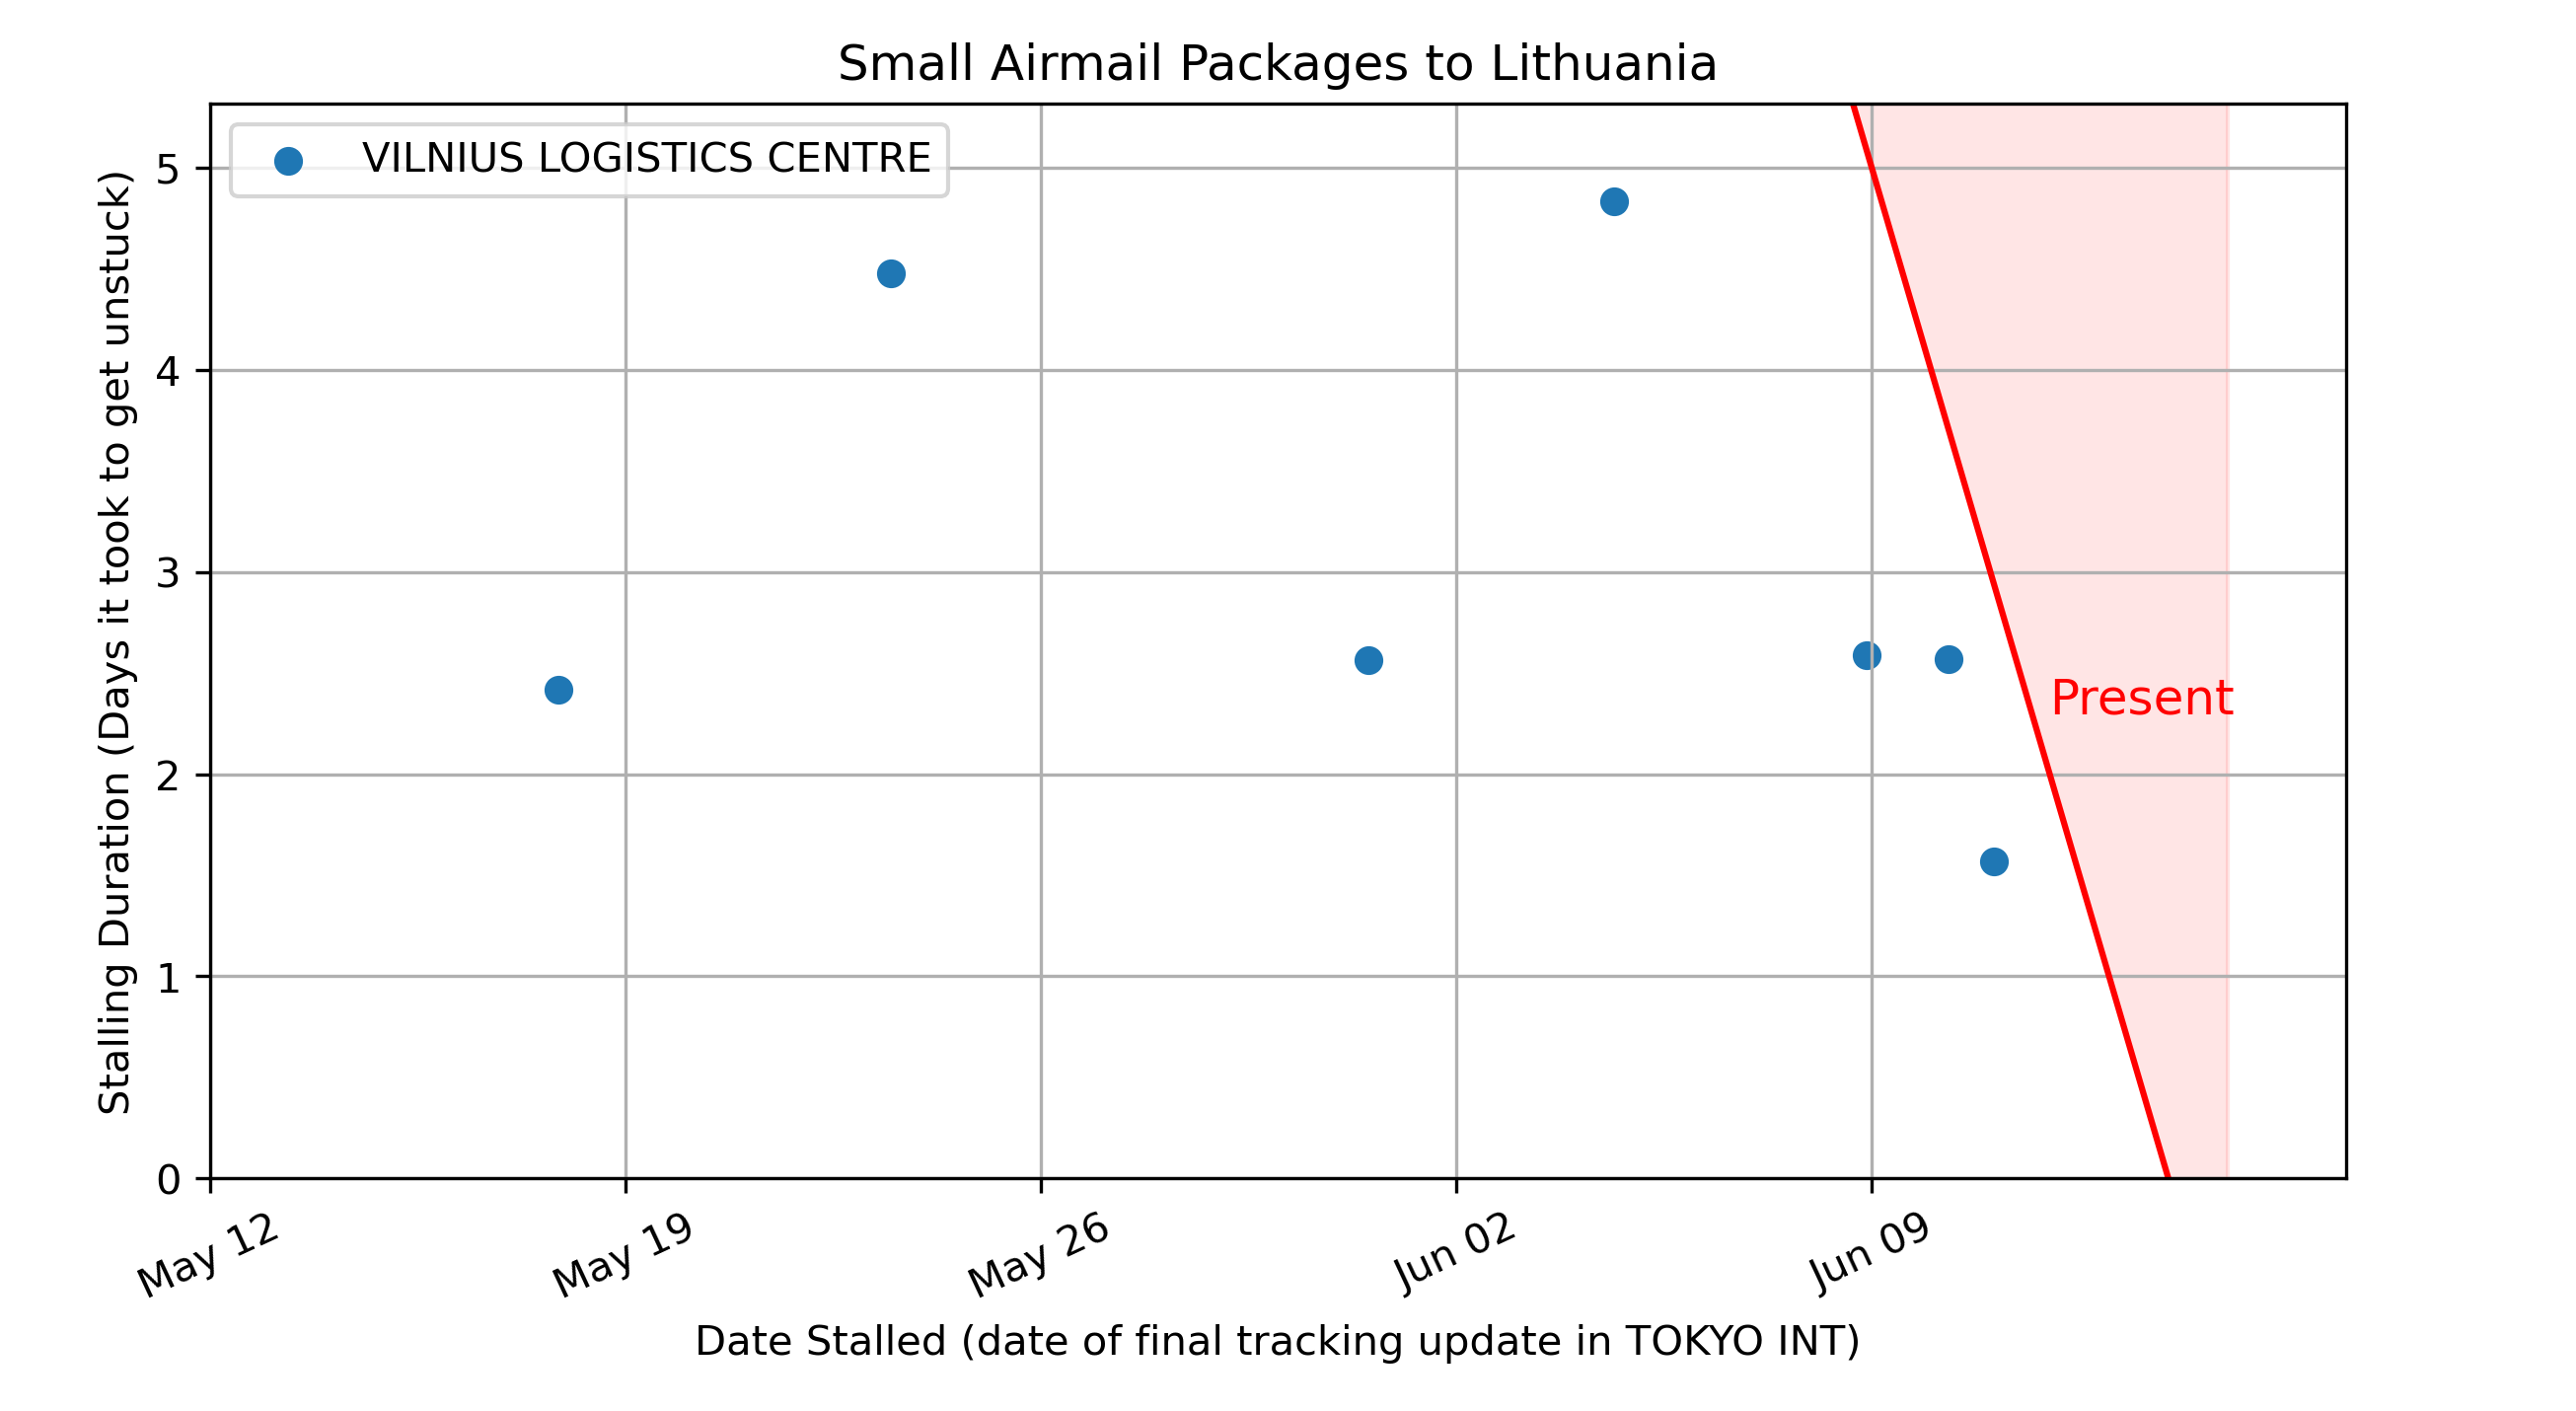 Small Airmail Packages to Lithuania
VILNIUS LOGISTICS CENTRE
Stalling Duration (Days it took to get unstuck)
5
4
3
2
1
0
Present
May 12
May 19
May 26
Jun 02
Jun 09
Date Stalled (date of final tracking update in TOKYO INT)